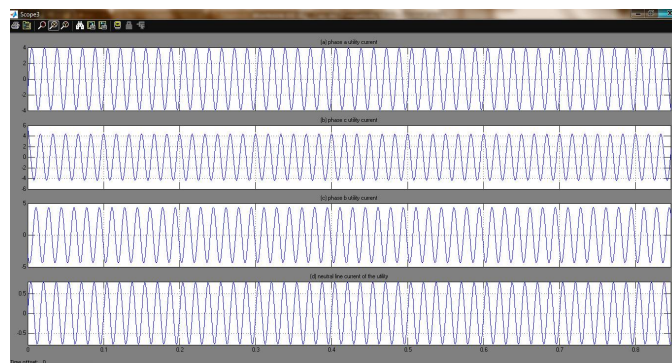 Scope3
(a) phase a utility current
4
2
0
-2
-4
(b) phase c utility current
6
4
2
0
-2
-4
6
(c) phase b utility current
5
0
5
(d) neutral line current of the utility
0.5
0
-0.5
0 0.1 0.2 0.3 0.4 0.5 0.6 0.7 0.8
Time offset: 0